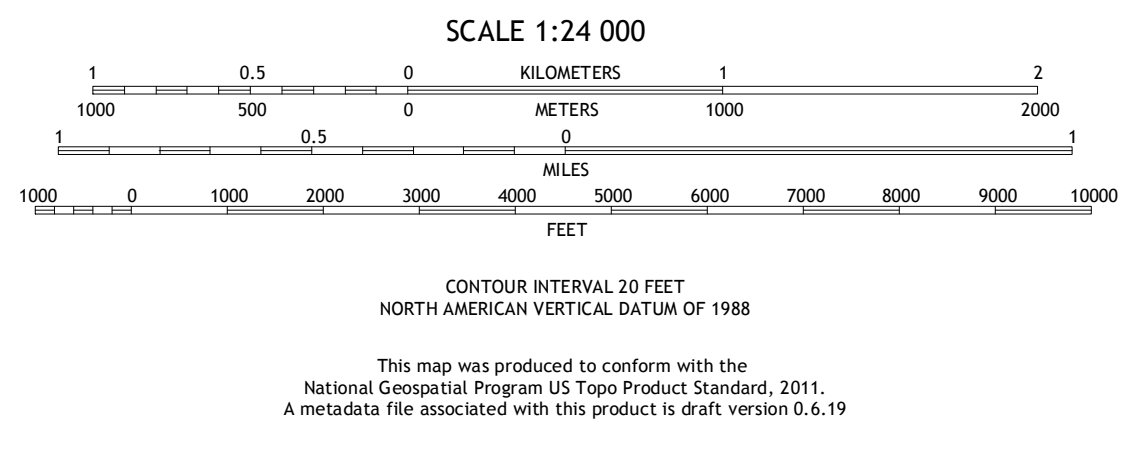 SCALE 1:24 000
1 0.5 0 KILOMETERS 1 2
1000 500 0 METERS 1000 2000
1 0.5 0 1
MILES
1000 0 1000 2000 3000 4000 5000 6000 7000 8000 9000 10000
FEET
CONTOUR INTERVAL 20 FEET
NORTH AMERICAN VERTICAL DATUM OF 1988
This map was produced to conform with the
National Geospatial Program US Topo Product Standard, 2011.
A metadata file associated with this product is draft version 0.6.19